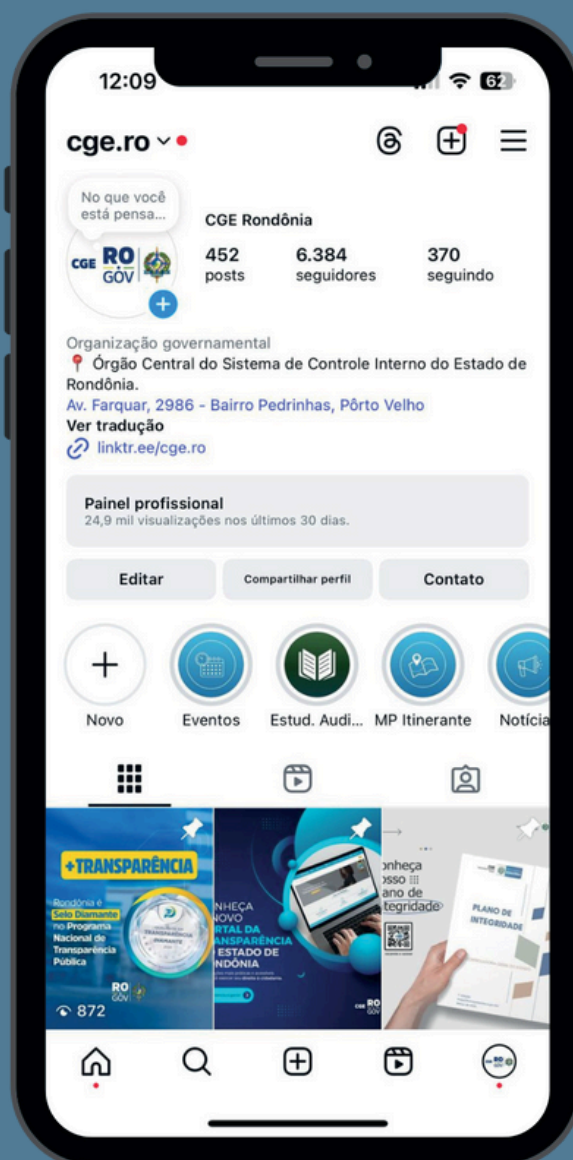 12:09
62
cge.ro
No que você
está pensa...
CGE RO
GOV
CGE Rondônia
452 6.384 370
posts seguidores seguindo
Organização governamental
📍 Órgão Central do Sistema de Controle Interno do Estado de
Rondônia.
Av. Farquar, 2986 - Bairro Pedrinhas, Pôrto Velho
Ver tradução
linktr.ee/cge.ro
Painel profissional
24,9 mil visualizações nos últimos 30 dias.
Editar Compartilhar perfil Contato
Novo Eventos Estud. Audi... MP Itinerante Notícia
+TRANSPARÊNCIA
Rondônia é
Selo Diamante
no Programa
Nacional de
Transparência
Pública
TRANSPARÊNCIA
DIAMANTE
RO
GOV
872
NHEÇA
NOVO
RTAL DA
ANSPARÊNCIA
ESTADO DE
NDÔNIA
CGE RO
GOV
onheça
osso
ano de
tegridade
PLANO DE
INTEGRIDADE